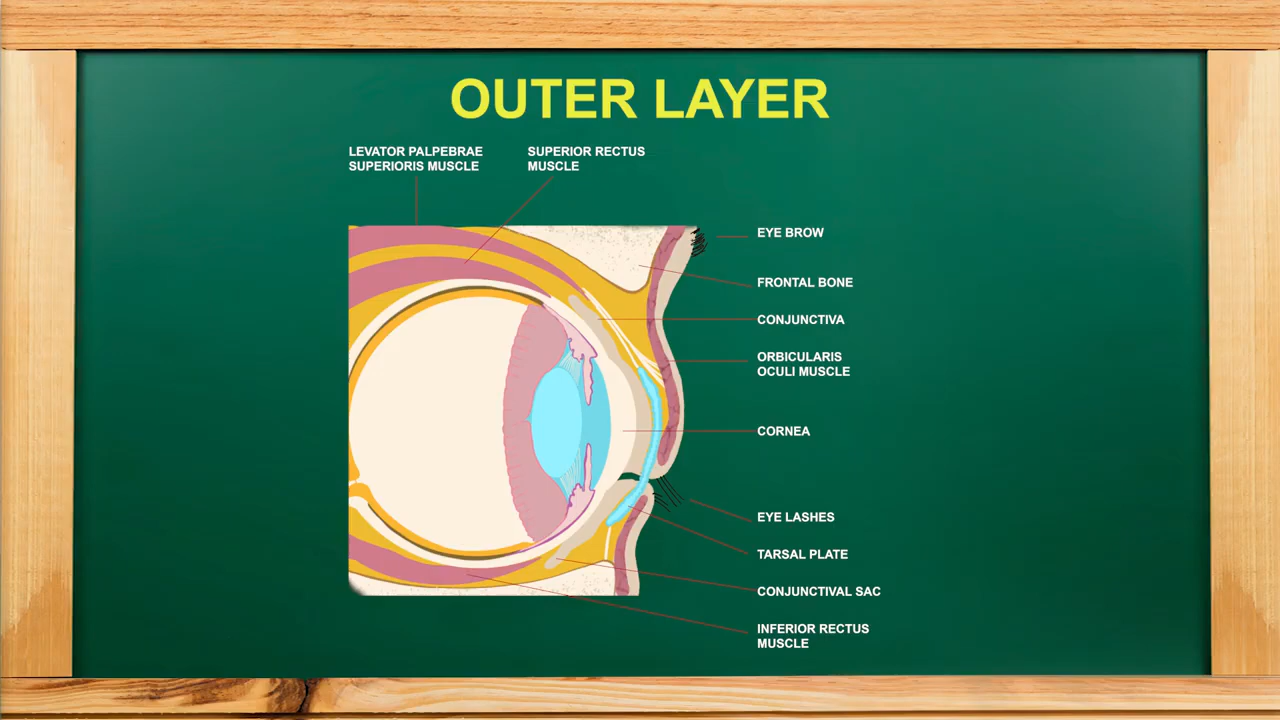 OUTER LAYER
LEVATOR PALPEBRAE
SUPERIORIS MUSCLE
SUPERIOR RECTUS
MUSCLE
EYE BROW
FRONTAL BONE
CONJUNCTIVA
ORBICULARIS
OCULI MUSCLE
CORNEA
EYE LASHES
TARSAL PLATE
CONJUNCTIVAL SAC
INFERIOR RECTUS
MUSCLE